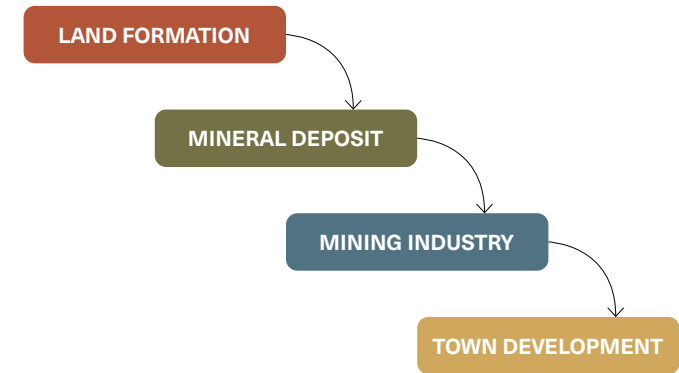 LAND FORMATION
MINERAL DEPOSIT
MINING INDUSTRY
TOWN DEVELOPMENT